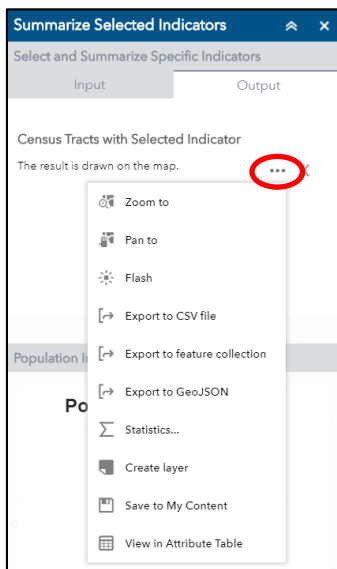 Summarize Selected Indicators
Select and Summarize Specific Indicators
Input
Output
Census Tracts with Selected Indicator
The result is drawn on the map.
Zoom to
Pan to
Flash
Export to CSV file
Population I
Export to feature collection
Export to GeoJSON
Po
Statistics...
Create layer
Save to My Content
View in Attribute Table